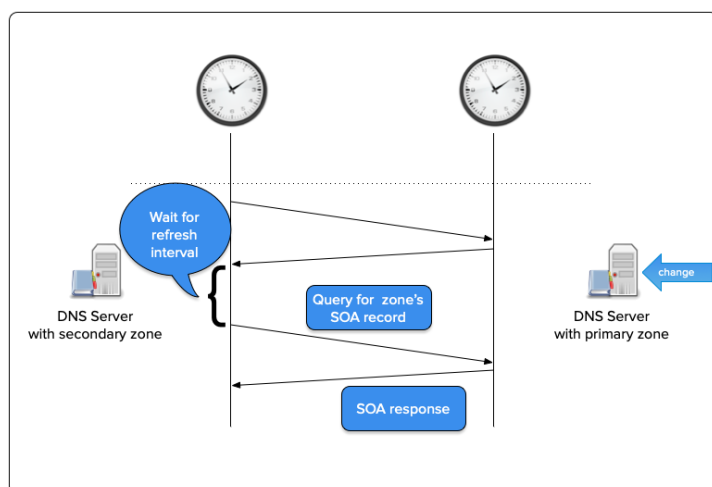 Wait for
refresh
interval
DNS Server
with secondary zone
Query for zone's
SOA record
change
DNS Server
with primary zone
SOA response